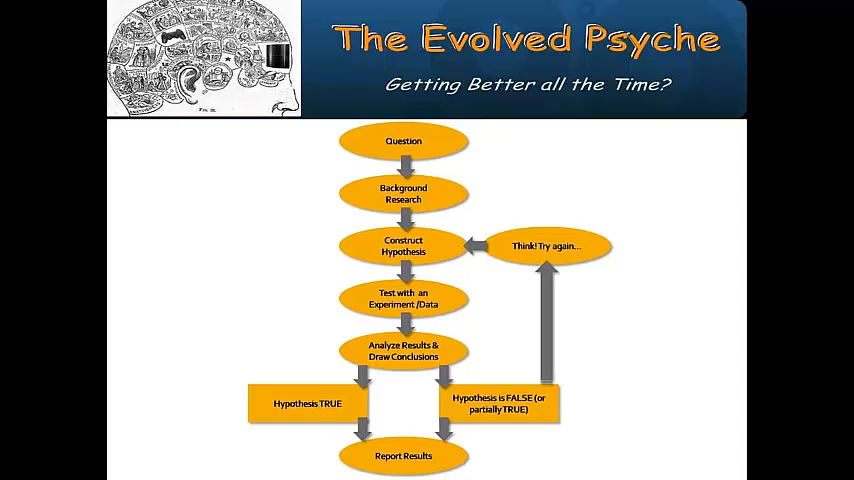 The Evolved Psyche
Getting Better all the Time?
Question
Background
Research
Construct
Hypothesis
Think! Try again...
Test with an
Experiment /Data
Analyze Results &
Draw Conclusions
Hypothesis TRUE
Hypothesis is FALSE (or
partially TRUE)
Report Results